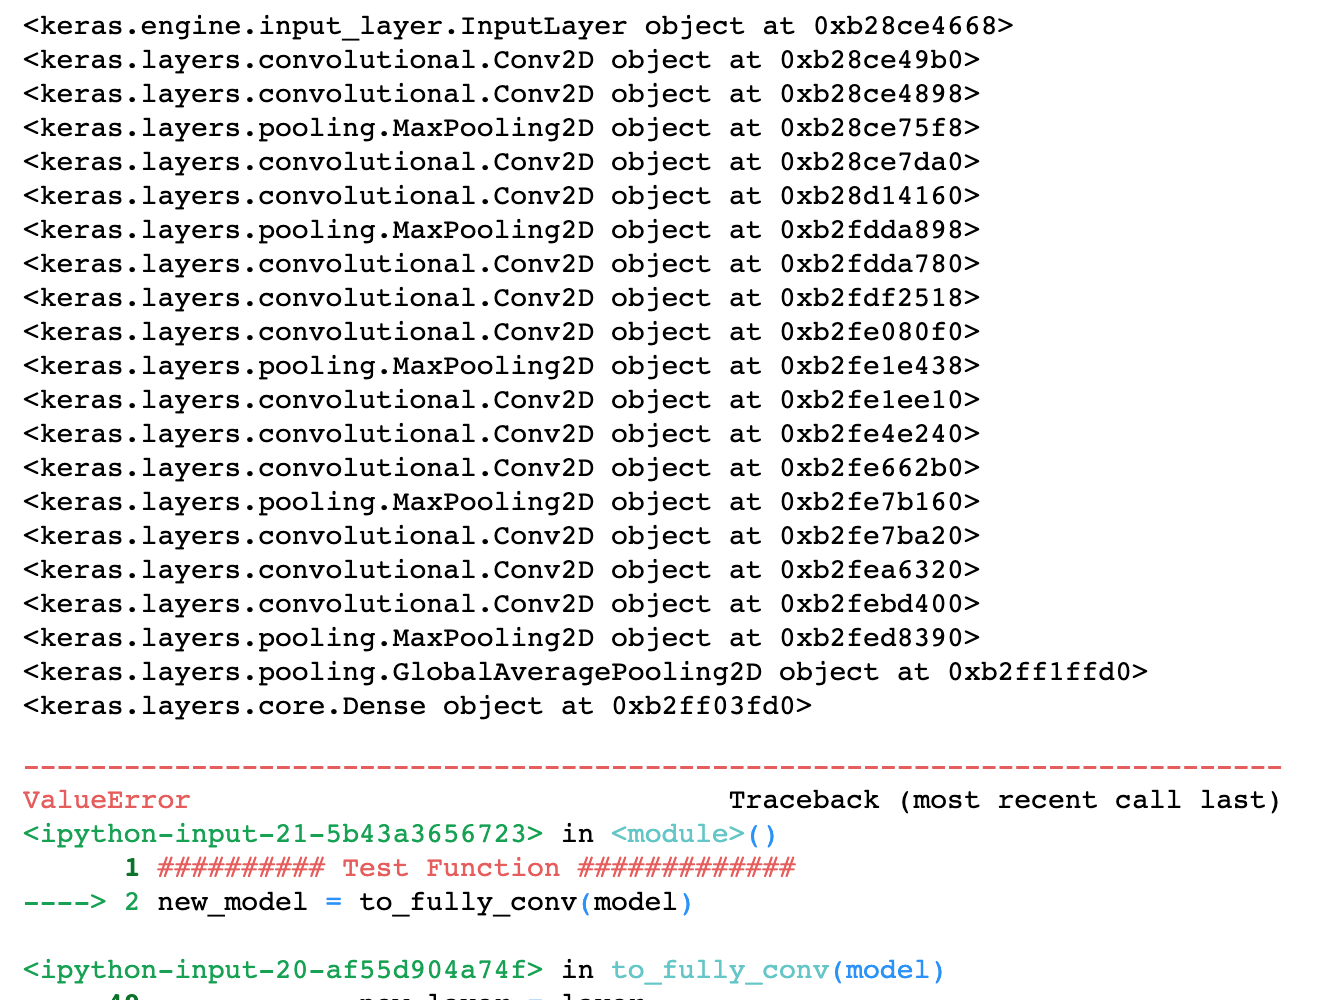 <keras.engine.input_layer.InputLayer object at 0xb28ce4668>
<keras.layers.convolutional.Conv2D object at 0xb28ce49b0>
<keras.layers.convolutional.Conv2D object at 0xb28ce4898>
<keras.layers.pooling.MaxPooling2D object at 0xb28ce75f8>
<keras.layers.convolutional.Conv2D object at 0xb28ce7da0>
<keras.layers.convolutional.Conv2D object at 0xb28d14160>
<keras.layers.pooling.MaxPooling2D object at 0xb2fdda898>
<keras.layers.convolutional.Conv2D object at 0xb2fdda780>
<keras.layers.convolutional.Conv2D object at 0xb2fdf2518>
<keras.layers.convolutional.Conv2D object at 0xb2fe080f0>
<keras.layers.pooling.MaxPooling2D object at 0xb2fe1e438>
<keras.layers.convolutional.Conv2D object at 0xb2fe1ee10>
<keras.layers.convolutional.Conv2D object at 0xb2fe4e240>
<keras.layers.convolutional.Conv2D object at 0xb2fe662b0>
<keras.layers.pooling.MaxPooling2D object at 0xb2fe7b160>
<keras.layers.convolutional.Conv2D object at 0xb2fe7ba20>
<keras.layers.convolutional.Conv2D object at 0xb2fea6320>
<keras.layers.convolutional.Conv2D object at 0xb2febd400>
<keras.layers.pooling.MaxPooling2D object at 0xb2fed8390>
<keras.layers.pooling.GlobalAveragePooling2D object at 0xb2ff1ffd0>
<keras.layers.core.Dense object at 0xb2ff03fd0>
---------------------------------------------------------------------------
ValueError                                Traceback (most recent call last)
<ipython-input-21-5b43a3656723> in <module>()
      1 ########## Test Function #############
----> 2 new_model = to_fully_conv(model)
<ipython-input-20-af55d904a74f> in to_fully_conv(model)
new_layer = layer